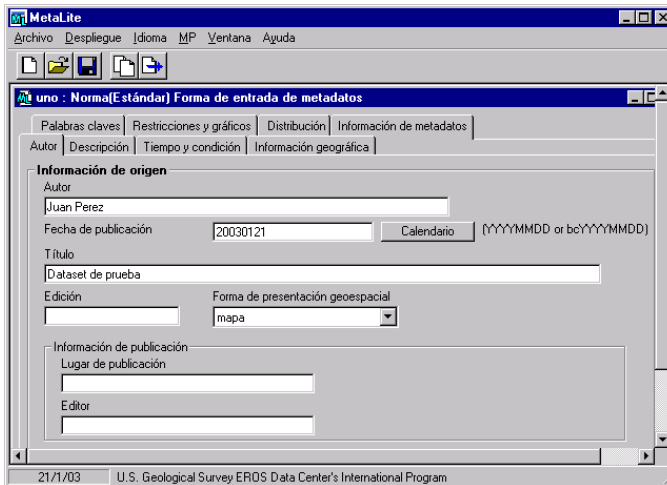 MetaLite
Archivo Despliegue Idioma MP Ventana Ayuda
uno : Norma(Estándar) Forma de entrada de metadatos
Palabras claves Restricciones y gráficos Distribución Información de metadatos
Autor Descripción Tiempo y condición Información geográfica
Información de origen
Autor
Juan Perez
Fecha de publicación 20030121 Calendario (YYYYMMDD or bcYYYYMMDD)
Título
Dataset de prueba
Edición Forma de presentación geoespacial
mapa
Información de publicación
Lugar de publicación
Editor
21/1/03 U.S. Geological Survey EROS Data Center's International Program